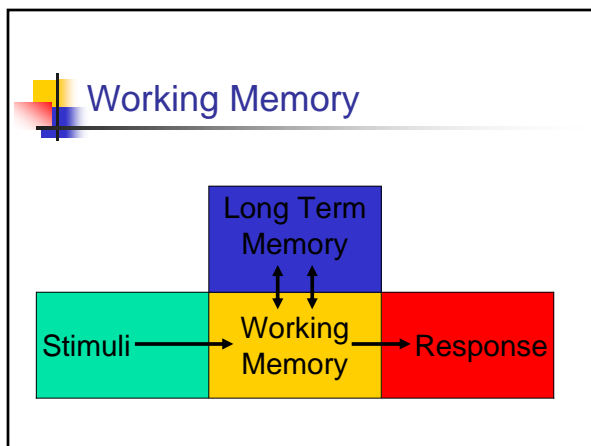 Working Memory
Long Term
Memory
Stimuli
Working
Memory
Response